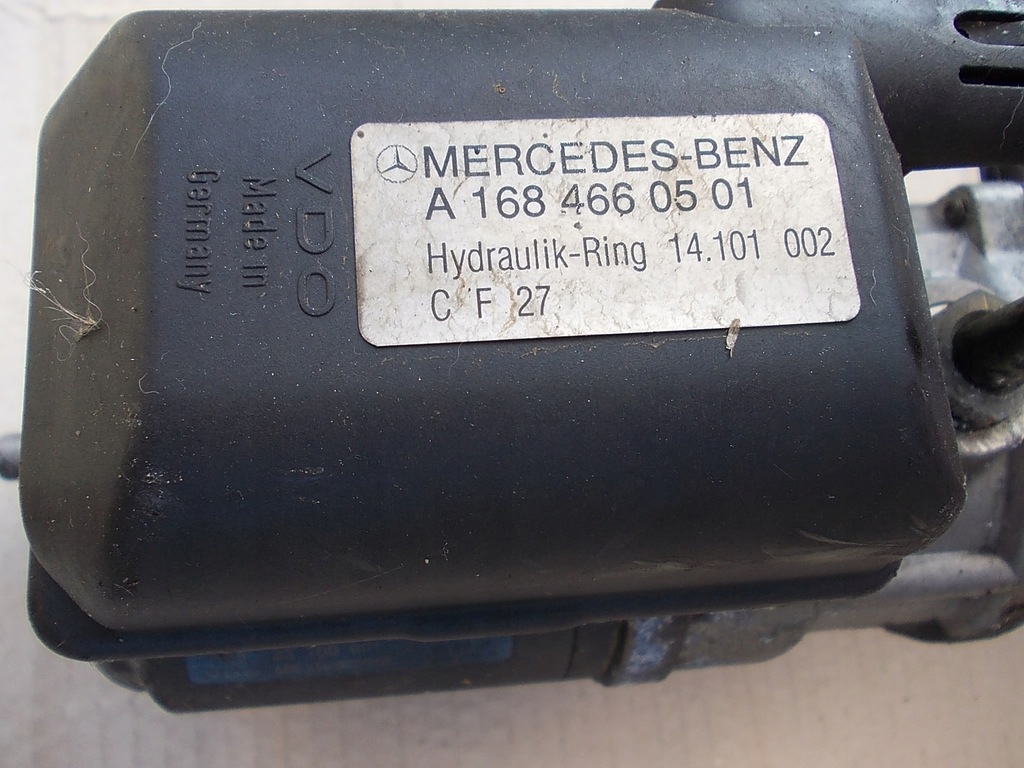 MERCEDES-BENZ
A 168 466 05 01
Hydraulik-Ring 14.101 002
C F 27
VDO
Made in
Germany